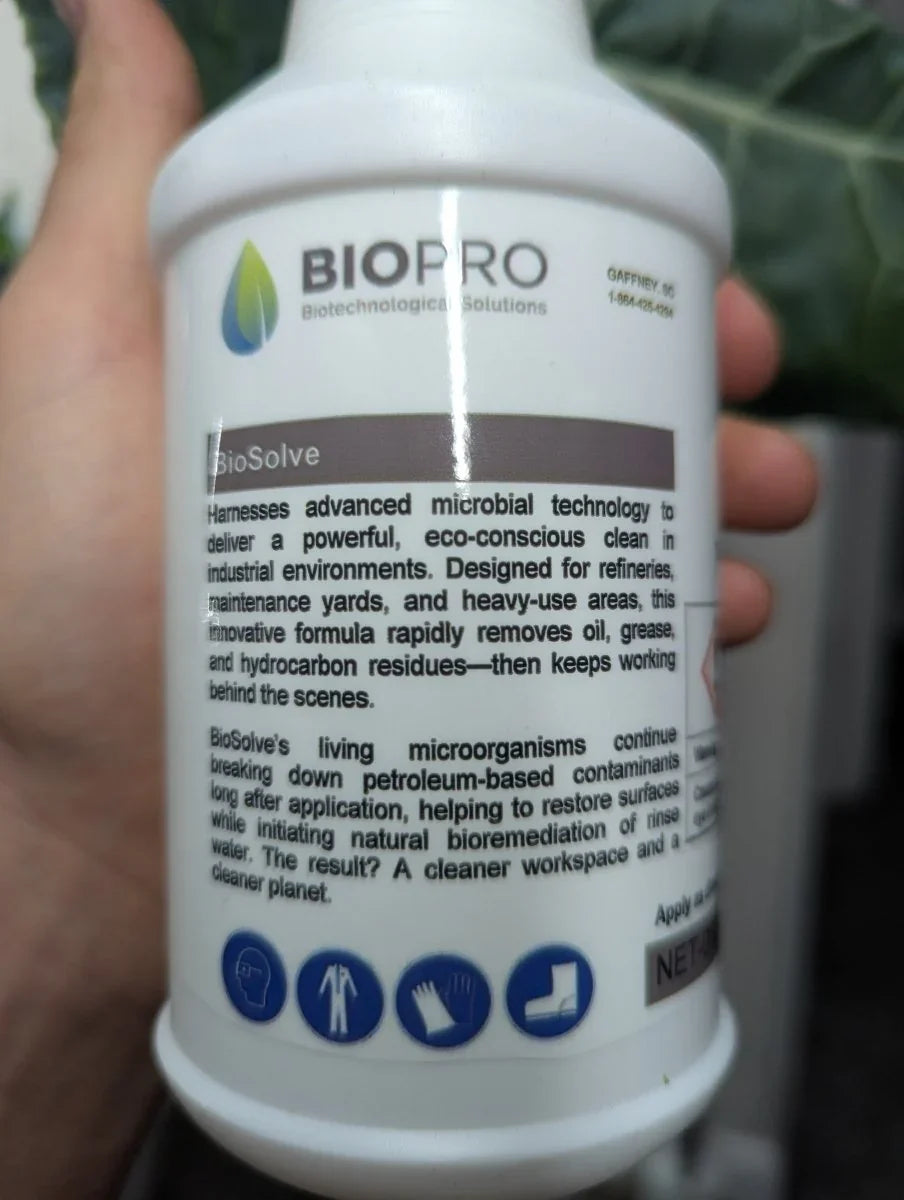 BIOPRO
Biotechnological Solutions
GAFFNEY, SC
BioSolve
Harnesses advanced microbial technology to
deliver a powerful, eco-conscious clean in
industrial environments. Designed for refineries,
maintenance yards, and heavy-use areas, this
innovative formula rapidly removes oil, grease,
and hydrocarbon residues—then keeps working
behind the scenes.
BioSolve's living microorganisms continue
breaking down petroleum-based contaminants
long after application, helping to restore surfaces
while initiating natural bioremediation of rinse
water. The result? A cleaner workspace and a
cleaner planet.
Apply as
NET